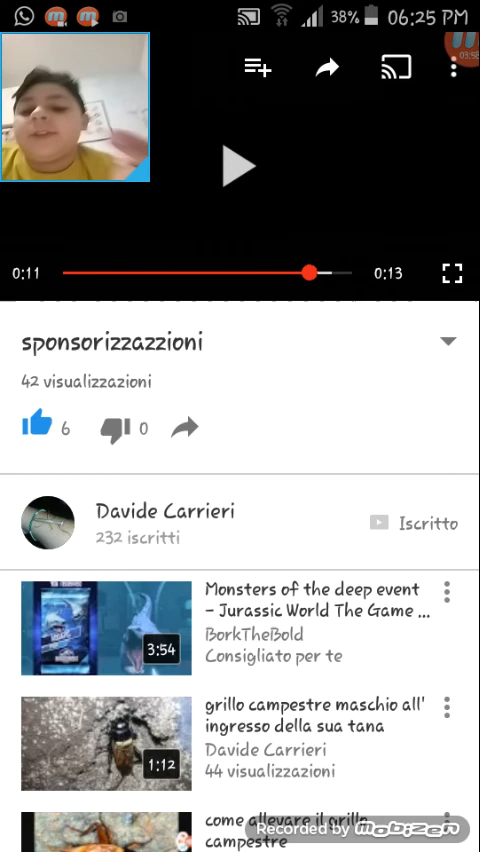 38% 06:25 PM
03:58
0:11
0:13
sponsorizzazzioni
42 visualizzazioni
6
0
Davide Carrieri
232 iscritti
Iscritto
Monsters of the deep event
- Jurassic World The Game ...
BorkTheBold
Consigliato per te
3:54
grillo campestre maschio all'
ingresso della sua tana
Davide Carrieri
44 visualizzazioni
1:12
come allevare il grillo
campestre
Recorded by mobizen